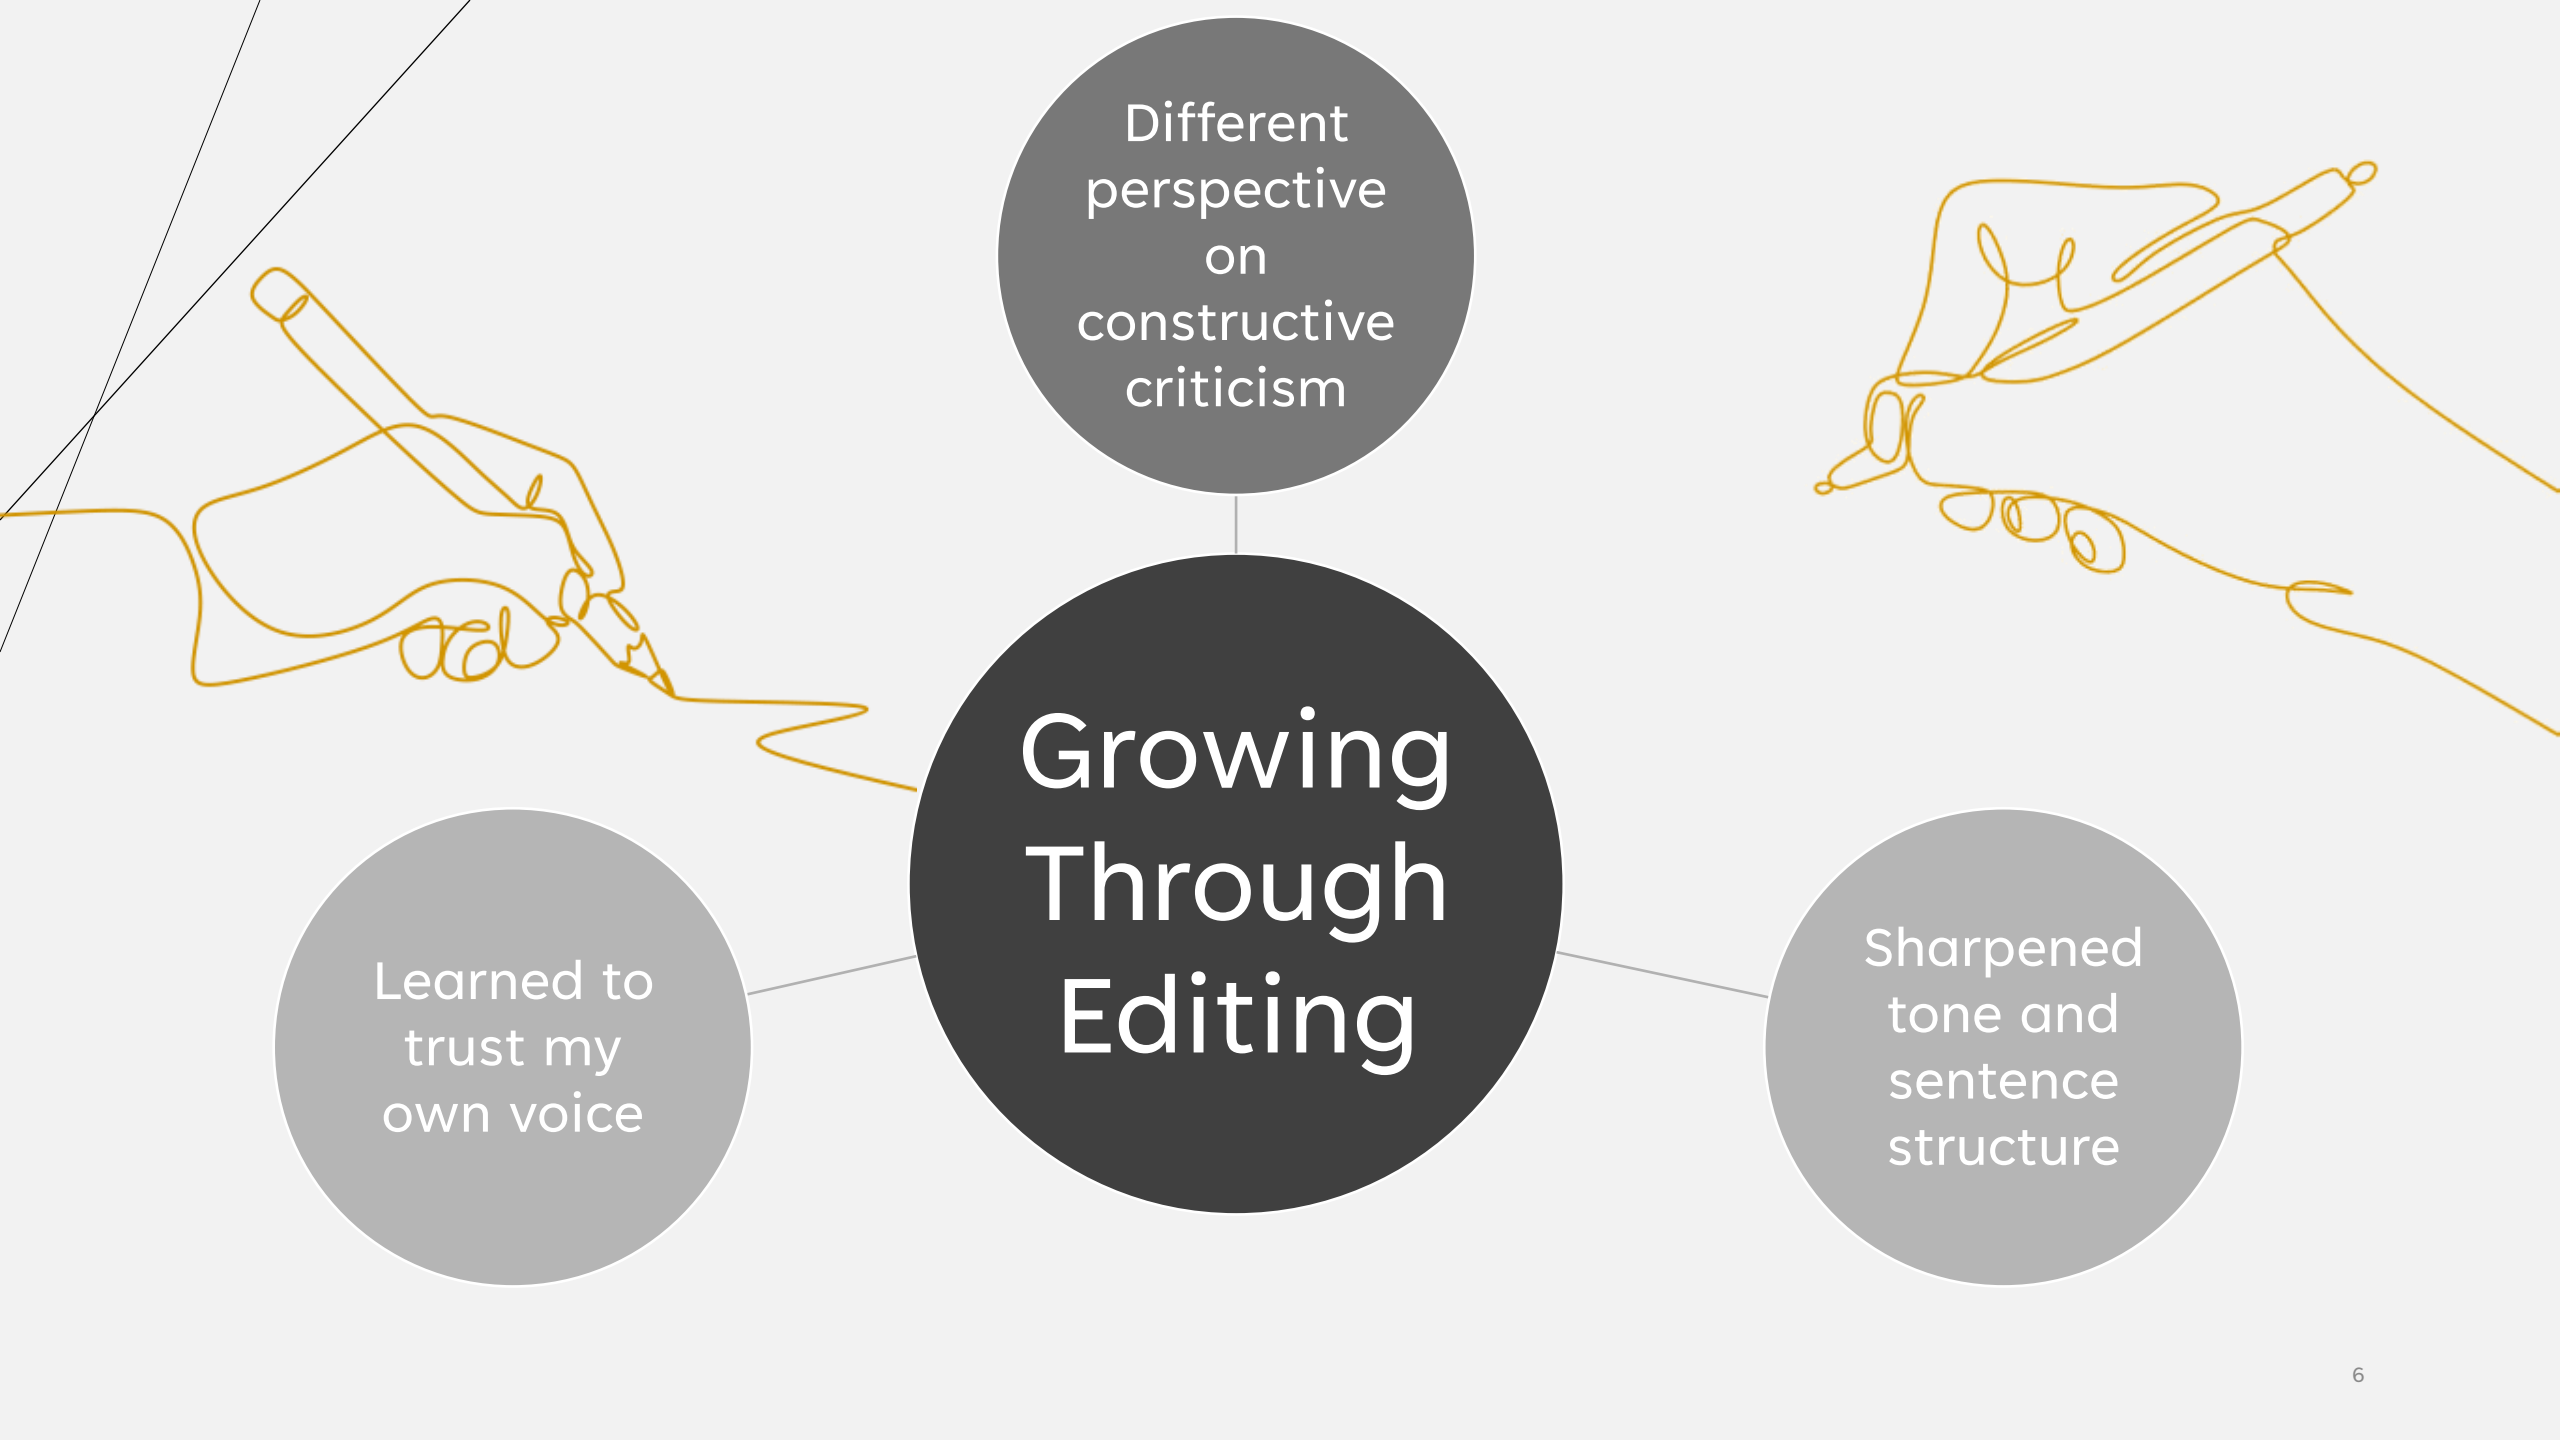 Different
perspective
on
constructive
criticism
Growing
Through
Editing
Learned to
trust my
own voice
Sharpened
tone and
sentence
structure
6